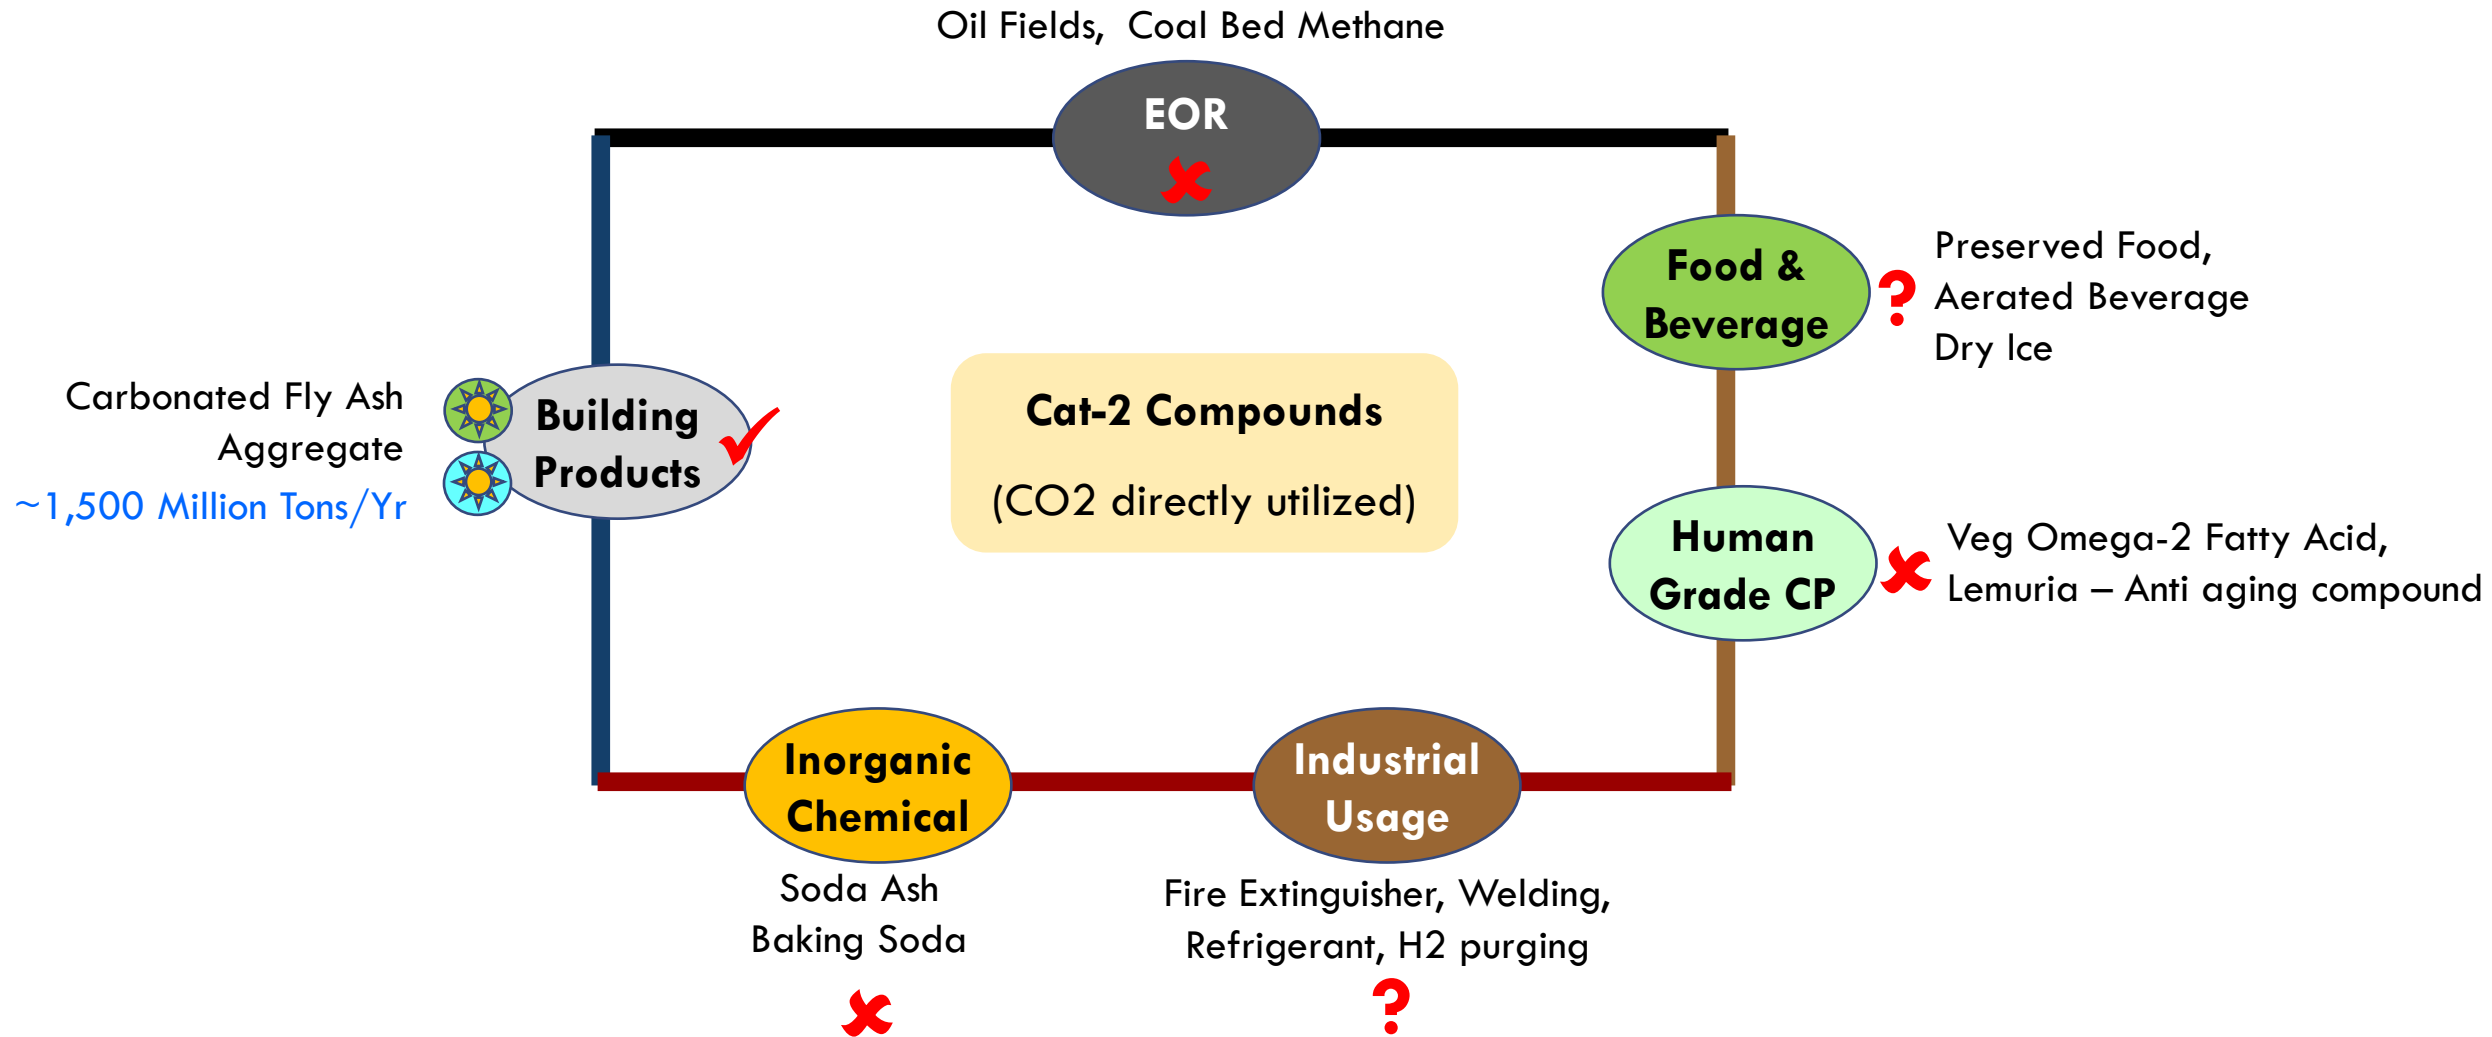 Oil Fields, Coal Bed Methane
EOR
Food &
Beverage
Preserved Food,
Aerated Beverage
Dry Ice
Carbonated Fly Ash
Aggregate
~1,500 Million Tons/Yr
Building
Products
Cat-2 Compounds
(CO2 directly utilized)
Human
Grade CP
Veg Omega-2 Fatty Acid,
Lemuria – Anti aging compound
Inorganic
Chemical
Soda Ash
Baking Soda
Industrial
Usage
Fire Extinguisher, Welding,
Refrigerant, H2 purging